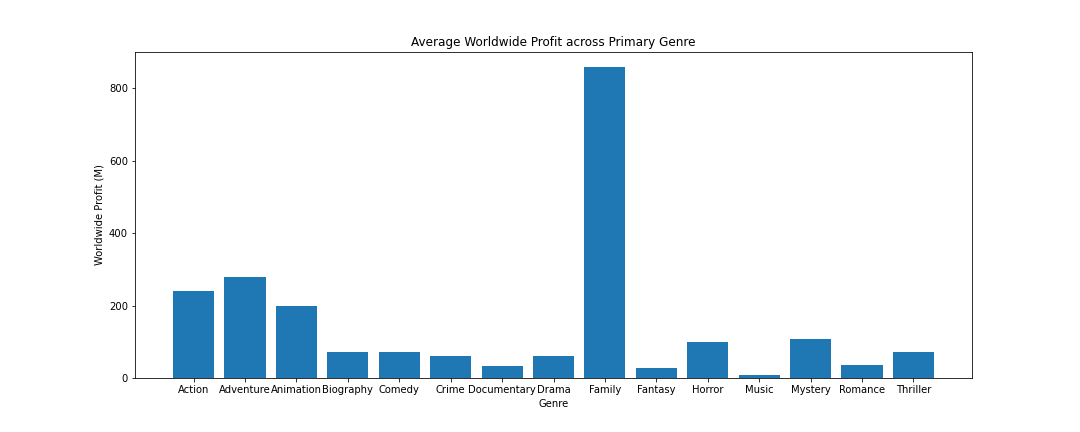 Average Worldwide Profit across Primary Genre
800
600
400
200
0
Worldwide Profit (M)
Action Adventure Animation Biography Comedy Crime Documentary Drama Family Fantasy Horror Music Mystery Romance Thriller
Genre